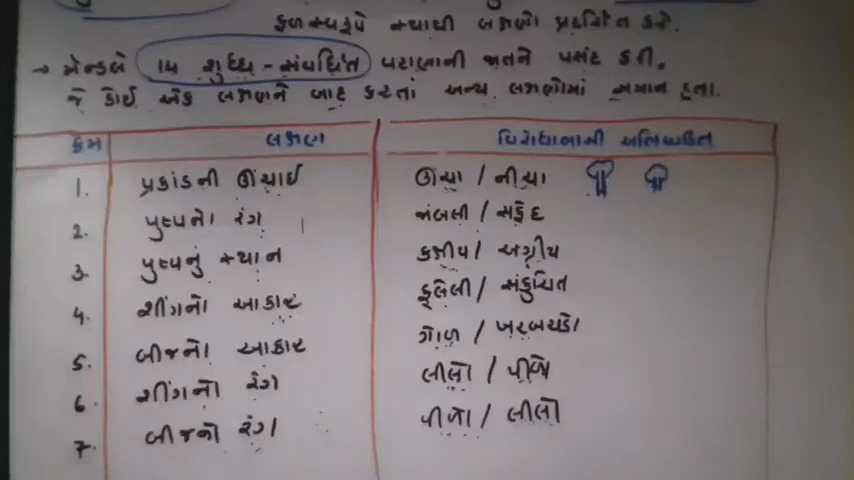 ફળ સ્વરૂપે સ્થાયી લક્ષણો પ્રદર્શિત કરે.
→ મેન્ડલે 14 શુદ્ધ - સંવર્ધિત વટાણાની જાતને પસંદ કરી.
જે કોઈ એક લક્ષણને બાદ કરતાં અન્ય લક્ષણોમાં સમાન હતા.
ક્રમ લક્ષણ વિરોધાભાસી અભિવ્યક્તિ
1. પ્રકાંડની ઊંચાઈ ઊંચા / નીચા
2. પુષ્પનો રંગ જાંબલી / સફેદ
3. પુષ્પનું સ્થાન કક્ષીય / અગ્રીય
4. શીંગનો આકાર ફૂલેલી / સંકુચિત
5. બીજનો આકાર ગોળ / ખરબચડો
6. શીંગનો રંગ લીલો / પીળો
7. બીજનો રંગ પીળો / લીલો